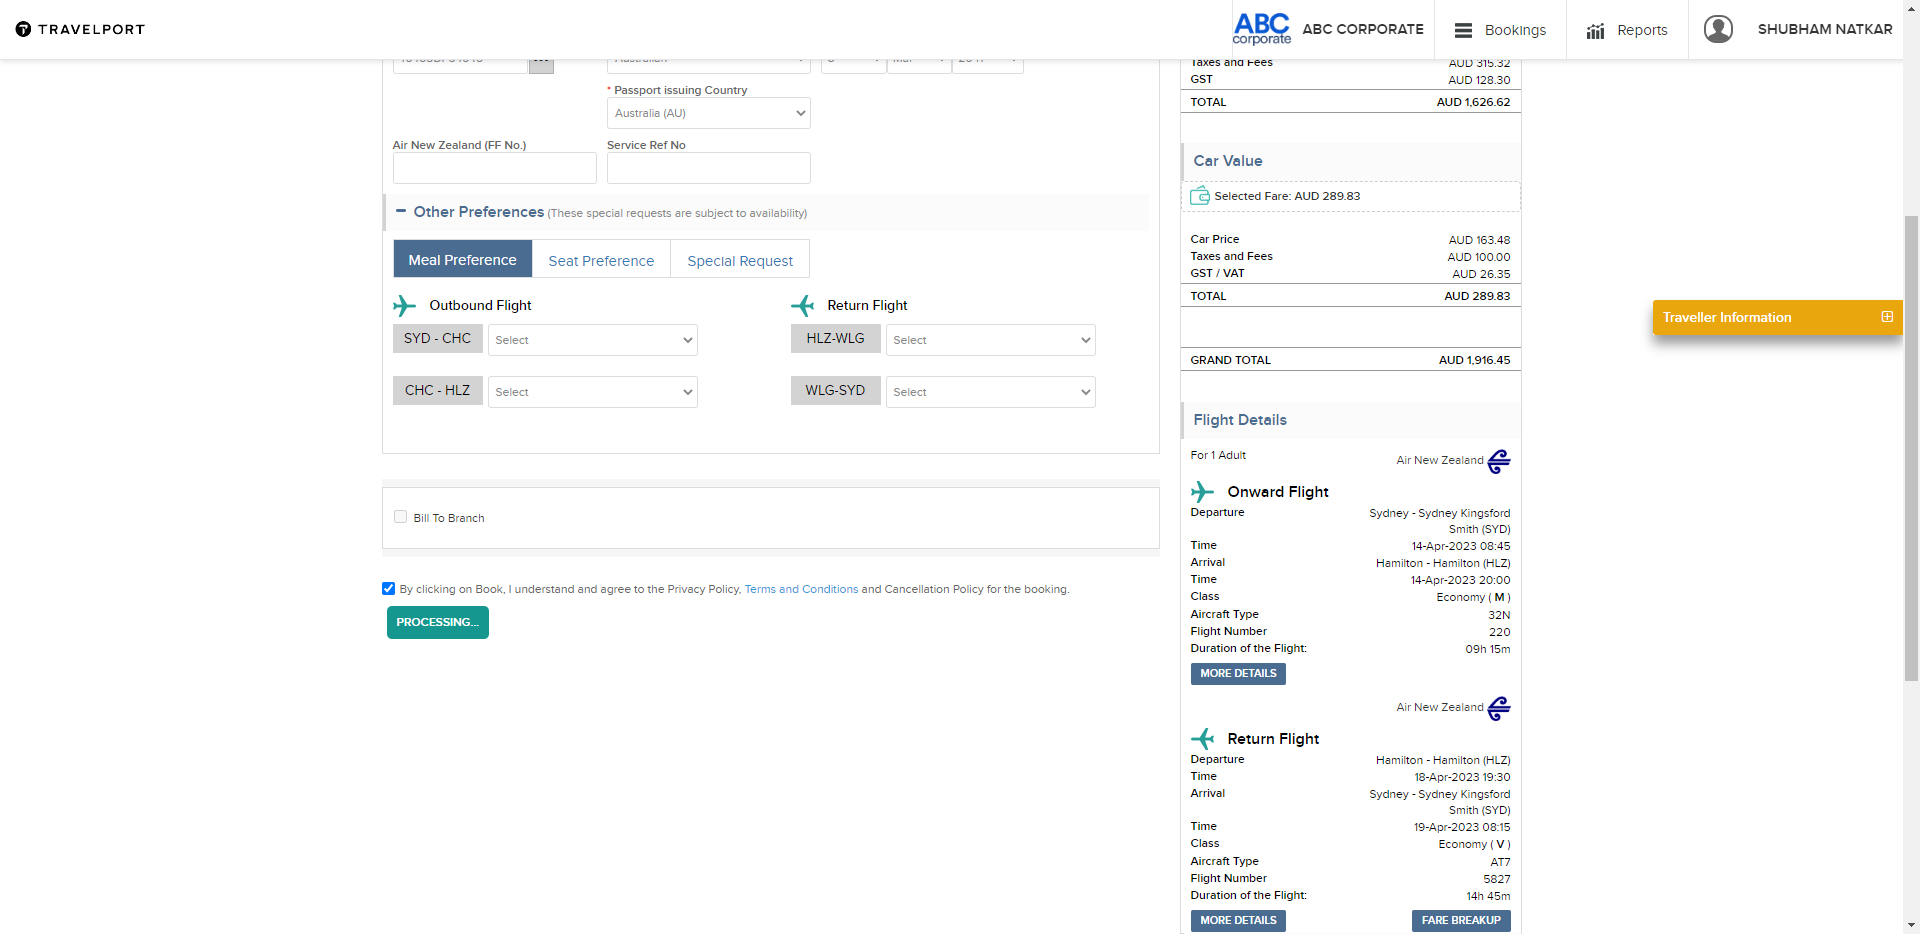 TRAVELPORT
ABC
corporate
ABC CORPORATE
Bookings
Reports
SHUBHAM NATKAR
* Passport issuing Country
Australia (AU)
Air New Zealand (FF No.)
Service Ref No
Other Preferences (These special requests are subject to availability)
Meal Preference
Seat Preference
Special Request
Outbound Flight
Return Flight
SYD - CHC
Select
HLZ-WLG
Select
CHC - HLZ
Select
WLG-SYD
Select
Bill To Branch
By clicking on Book, I understand and agree to the Privacy Policy, Terms and Conditions and Cancellation Policy for the booking.
PROCESSING...
Taxes and Fees AUD 315.32
GST AUD 128.30
TOTAL AUD 1,626.62
Car Value
Selected Fare: AUD 289.83
Car Price AUD 163.48
Taxes and Fees AUD 100.00
GST / VAT AUD 26.35
TOTAL AUD 289.83
GRAND TOTAL AUD 1,916.45
Flight Details
For 1 Adult
Air New Zealand
Onward Flight
Departure Sydney - Sydney Kingsford
Smith (SYD)
Time 14-Apr-2023 08:45
Arrival Hamilton - Hamilton (HLZ)
Time 14-Apr-2023 20:00
Class Economy ( M )
Aircraft Type 32N
Flight Number 220
Duration of the Flight: 09h 15m
MORE DETAILS
Air New Zealand
Return Flight
Departure Hamilton - Hamilton (HLZ)
Time 18-Apr-2023 19:30
Arrival Sydney - Sydney Kingsford
Smith (SYD)
Time 19-Apr-2023 08:15
Class Economy ( V )
Aircraft Type AT7
Flight Number 5827
Duration of the Flight: 14h 45m
MORE DETAILS
FARE BREAKUP
Traveller Information